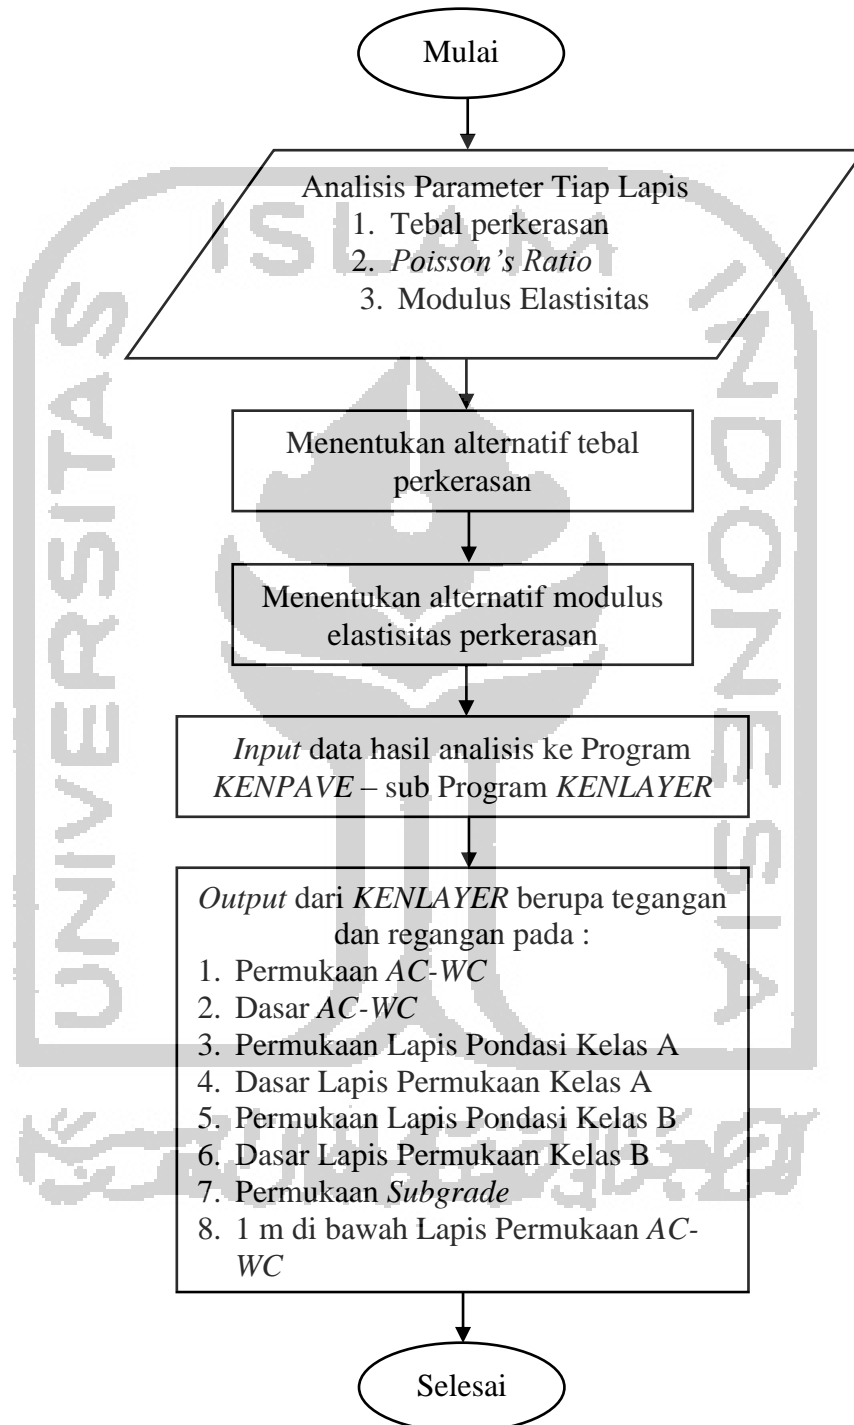 Mulai
Analisis Parameter Tiap Lapis
1. Tebal perkerasan
2. Poisson's Ratio
3. Modulus Elastisitas
Menentukan alternatif tebal
perkerasan
Menentukan alternatif modulus
elastisitas perkerasan
Input data hasil analisis ke Program
KENPAVE – sub Program KENLAYER
Output dari KENLAYER berupa tegangan
dan regangan pada :
1. Permukaan AC-WC
2. Dasar AC-WC
3. Permukaan Lapis Pondasi Kelas A
4. Dasar Lapis Permukaan Kelas A
5. Permukaan Lapis Pondasi Kelas B
6. Dasar Lapis Permukaan Kelas B
7. Permukaan Subgrade
8. 1 m di bawah Lapis Permukaan AC-
WC
Selesai
UNIVERSITAS
ISLAM
INDONESIA